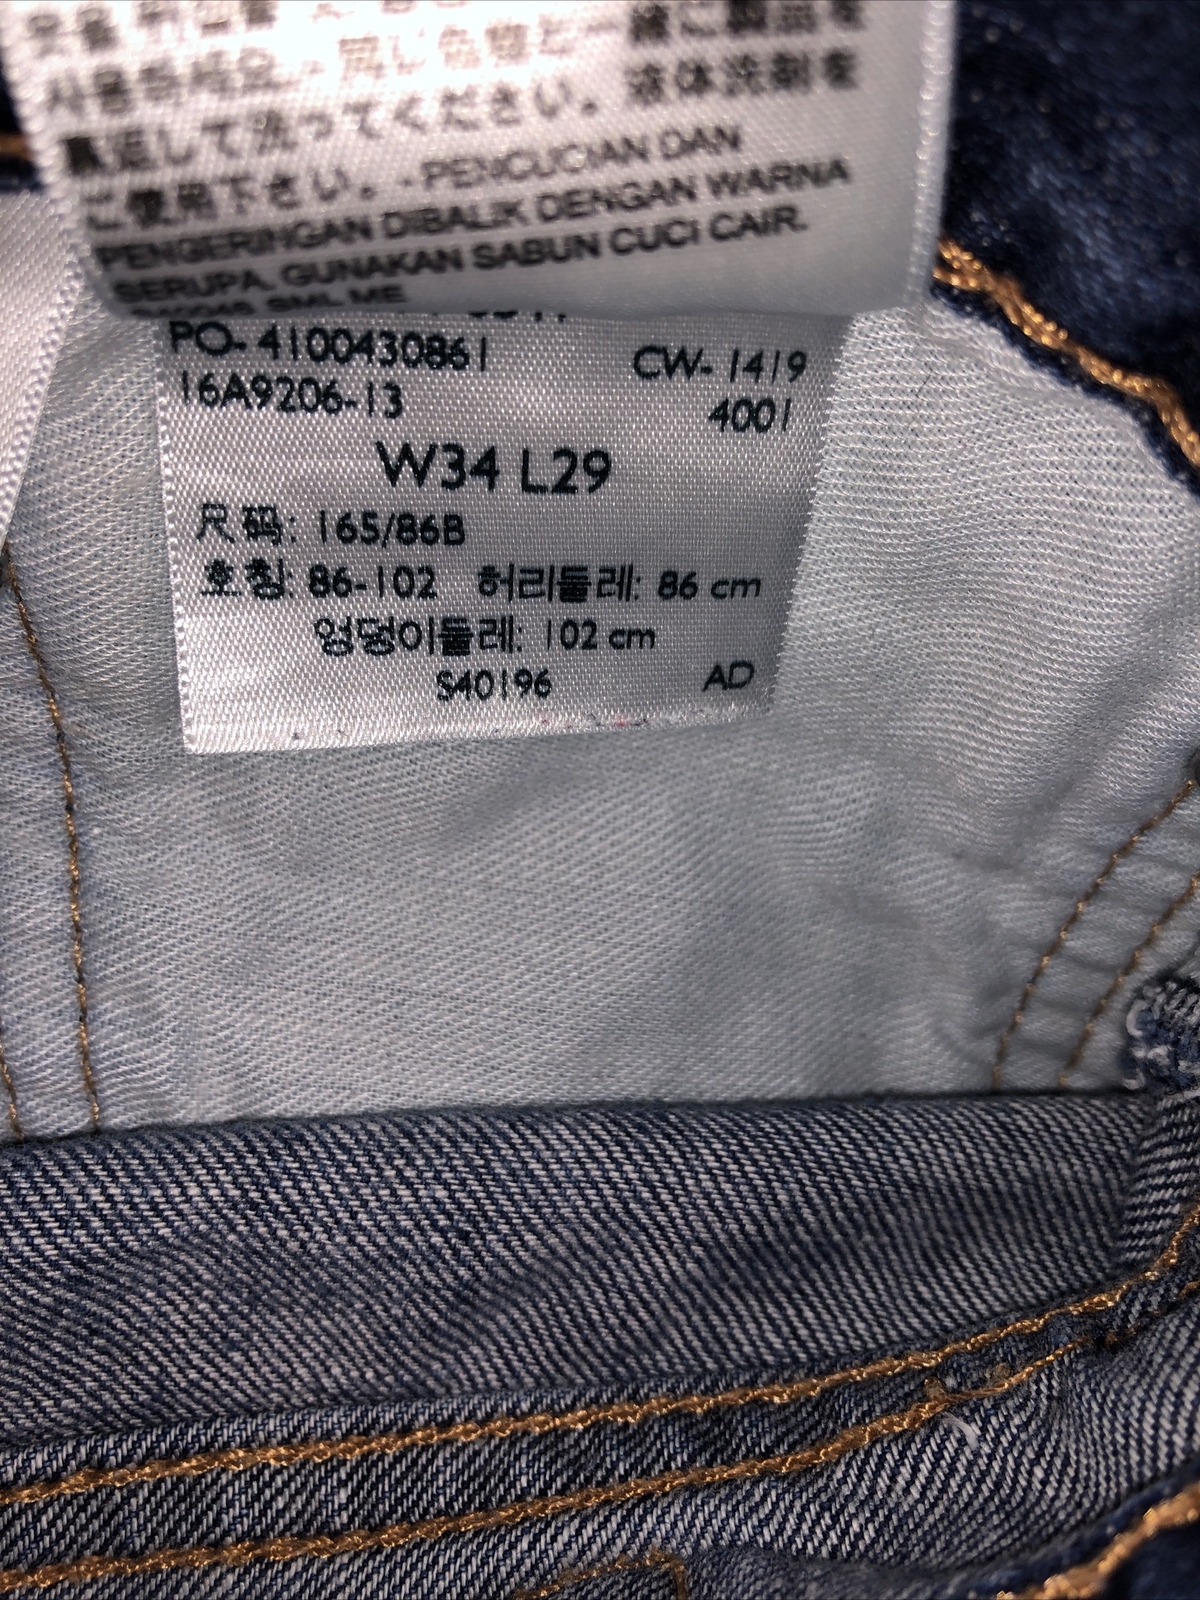 사용하세요. - 同じ色物と一緒に製品を
裏返して洗ってください。液体洗剤を
ご使用下さい。 - PENCUCIAN DAN
PENGERINGAN DIBALIK DENGAN WARNA
SERUPA. GUNAKAN SABUN CUCI CAIR.
PO- 4100430861 CW- 1419
16A9206-13 4001
W34 L29
尺码: 165/86B
호칭: 86-102 허리둘레: 86 cm
엉덩이둘레: 102 cm
S40196 AD